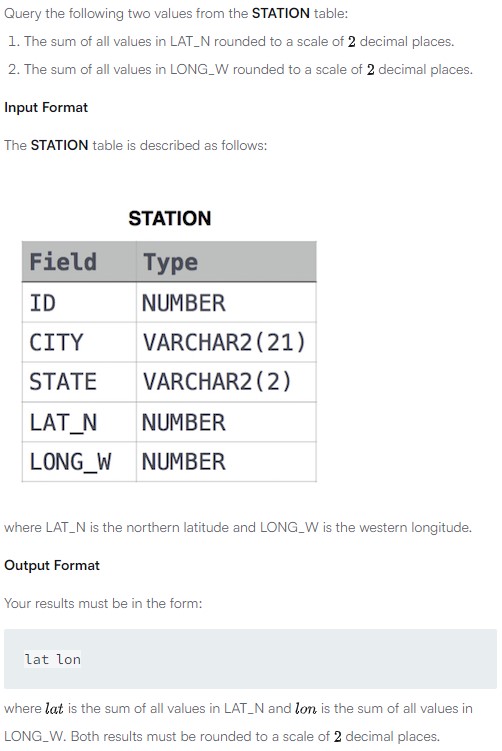 Query the following two values from the STATION table:
1. The sum of all values in LAT_N rounded to a scale of 2 decimal places.
2. The sum of all values in LONG_W rounded to a scale of 2 decimal places.
Input Format
The STATION table is described as follows:
STATION
Field Type
ID NUMBER
CITY VARCHAR2(21)
STATE VARCHAR2(2)
LAT_N NUMBER
LONG_W NUMBER
where LAT_N is the northern latitude and LONG_W is the western longitude.
Output Format
Your results must be in the form:
lat lon
where lat is the sum of all values in LAT_N and lon is the sum of all values in
LONG_W. Both results must be rounded to a scale of 2 decimal places.